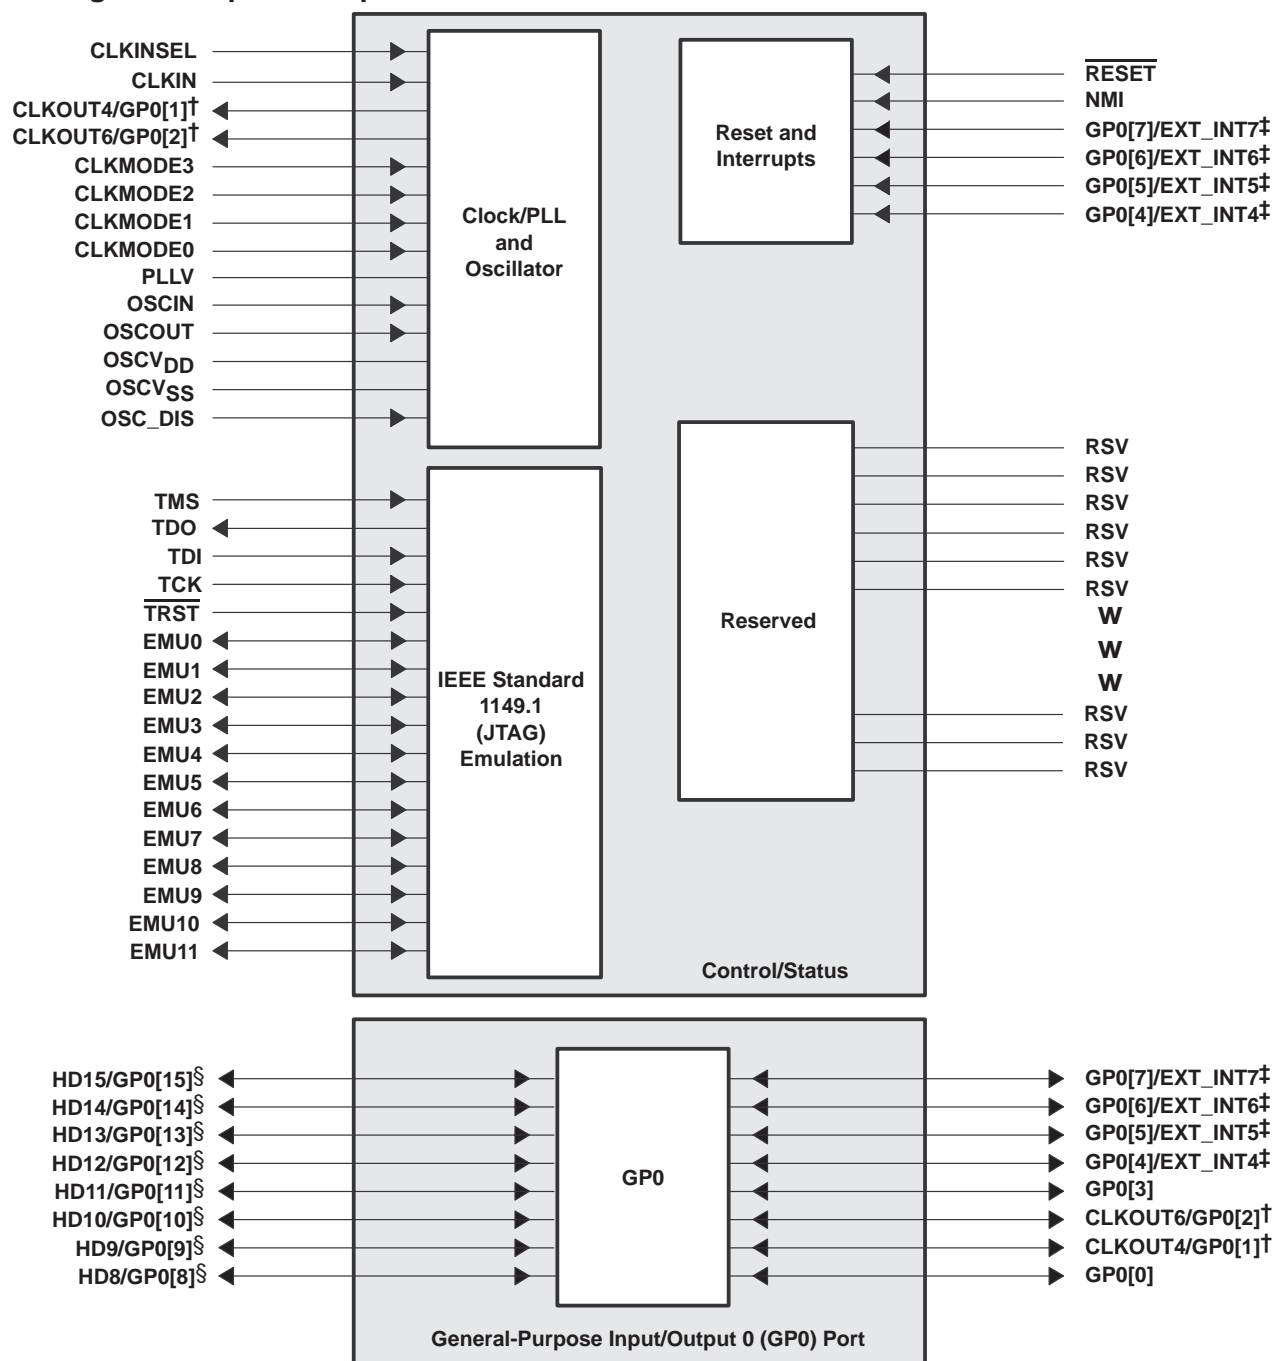 CLKINSEL
CLKIN
CLKOUT4/GP0[1]†
CLKOUT6/GP0[2]†
CLKMODE3
CLKMODE2
CLKMODE1
CLKMODE0
PLLV
OSCIN
OSCOUT
OSCVDD
OSCVSS
OSC_DIS
Clock/PLL
and
Oscillator
Reset and
Interrupts
RESET
NMI
GP0[7]/EXT_INT7‡
GP0[6]/EXT_INT6‡
GP0[5]/EXT_INT5‡
GP0[4]/EXT_INT4‡
TMS
TDO
TDI
TCK
TRST
EMU0
EMU1
EMU2
EMU3
EMU4
EMU5
EMU6
EMU7
EMU8
EMU9
EMU10
EMU11
IEEE Standard
1149.1
(JTAG)
Emulation
Reserved
RSV
RSV
RSV
RSV
RSV
RSV
W
W
W
RSV
RSV
RSV
Control/Status
HD15/GP0[15]§
HD14/GP0[14]§
HD13/GP0[13]§
HD12/GP0[12]§
HD11/GP0[11]§
HD10/GP0[10]§
HD9/GP0[9]§
HD8/GP0[8]§
GP0
GP0[7]/EXT_INT7‡
GP0[6]/EXT_INT6‡
GP0[5]/EXT_INT5‡
GP0[4]/EXT_INT4‡
GP0[3]
CLKOUT6/GP0[2]†
CLKOUT4/GP0[1]†
GP0[0]
General-Purpose Input/Output 0 (GP0) Port